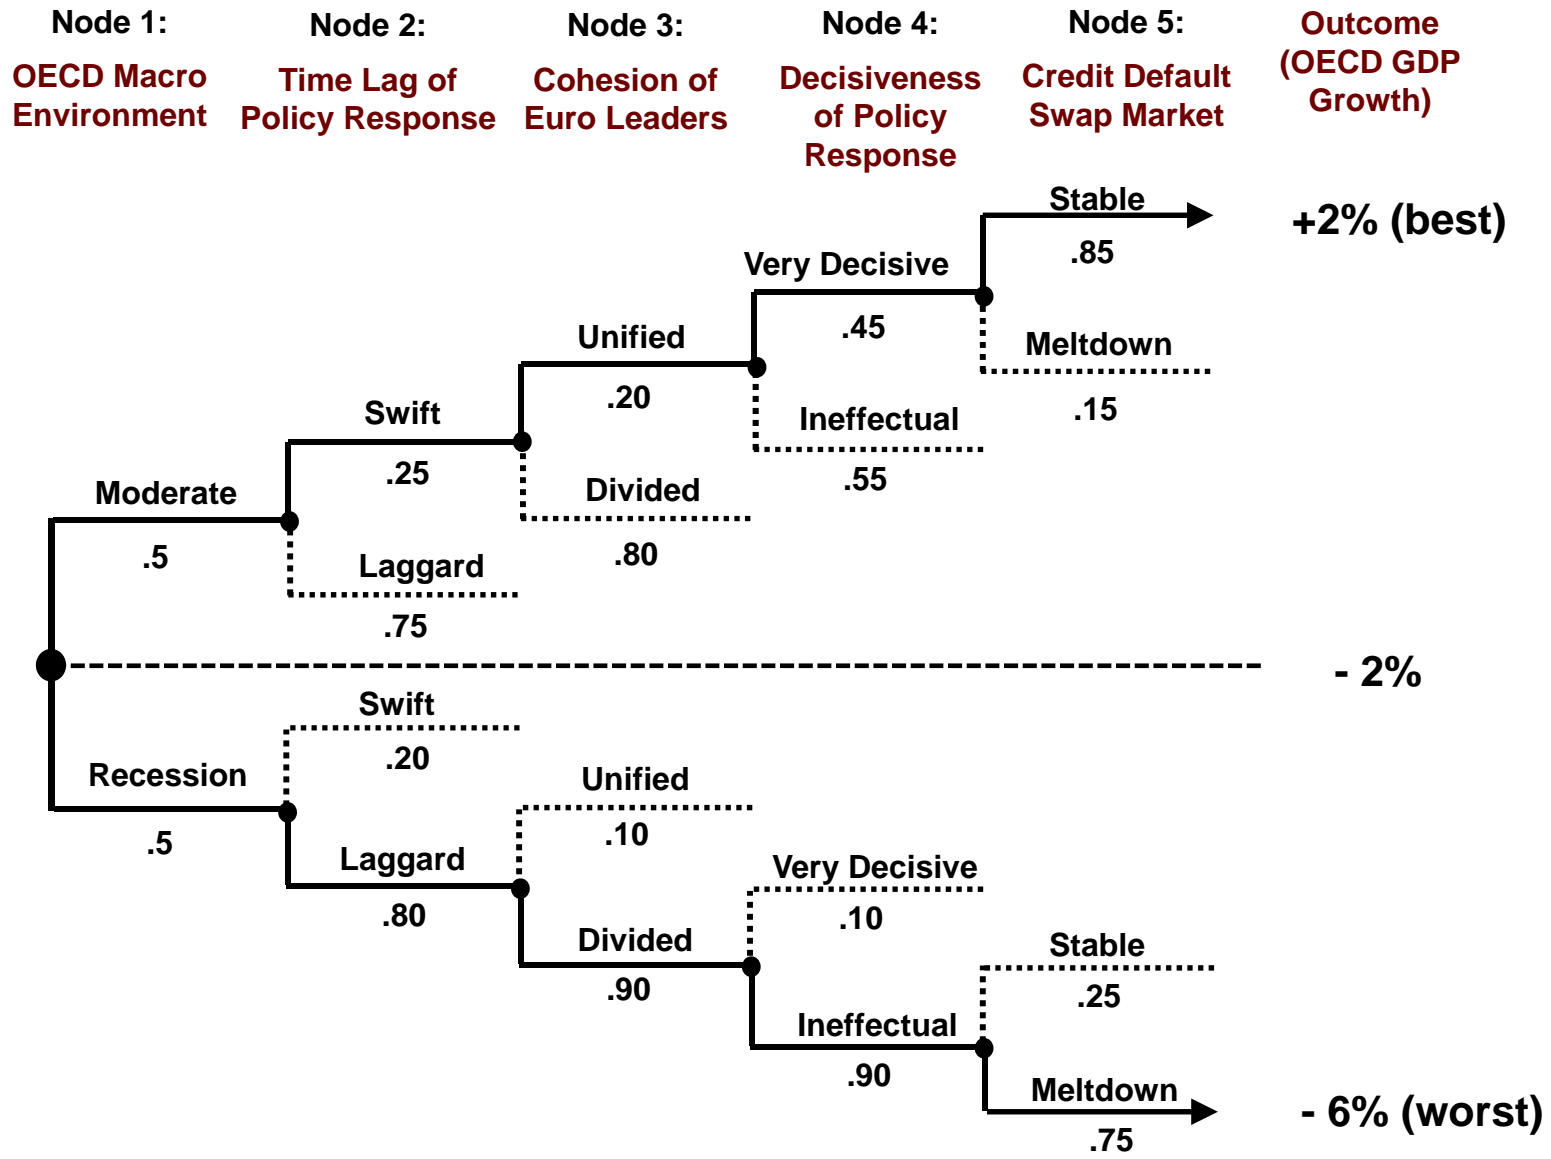 Node 1:
OECD Macro
Environment
Node 2:
Time Lag of
Policy Response
Node 3:
Cohesion of
Euro Leaders
Node 4:
Decisiveness
of Policy
Response
Node 5:
Credit Default
Swap Market
Outcome
(OECD GDP
Growth)
Stable
.85
+2% (best)
Very Decisive
.45
Meltdown
.15
Unified
.20
Ineffectual
.55
Swift
.25
Divided
.80
Moderate
.5
Laggard
.75
- 2%
Swift
.20
Recession
.5
Unified
.10
Laggard
.80
Very Decisive
.10
Divided
.90
Stable
.25
Ineffectual
.90
Meltdown
.75
- 6% (worst)